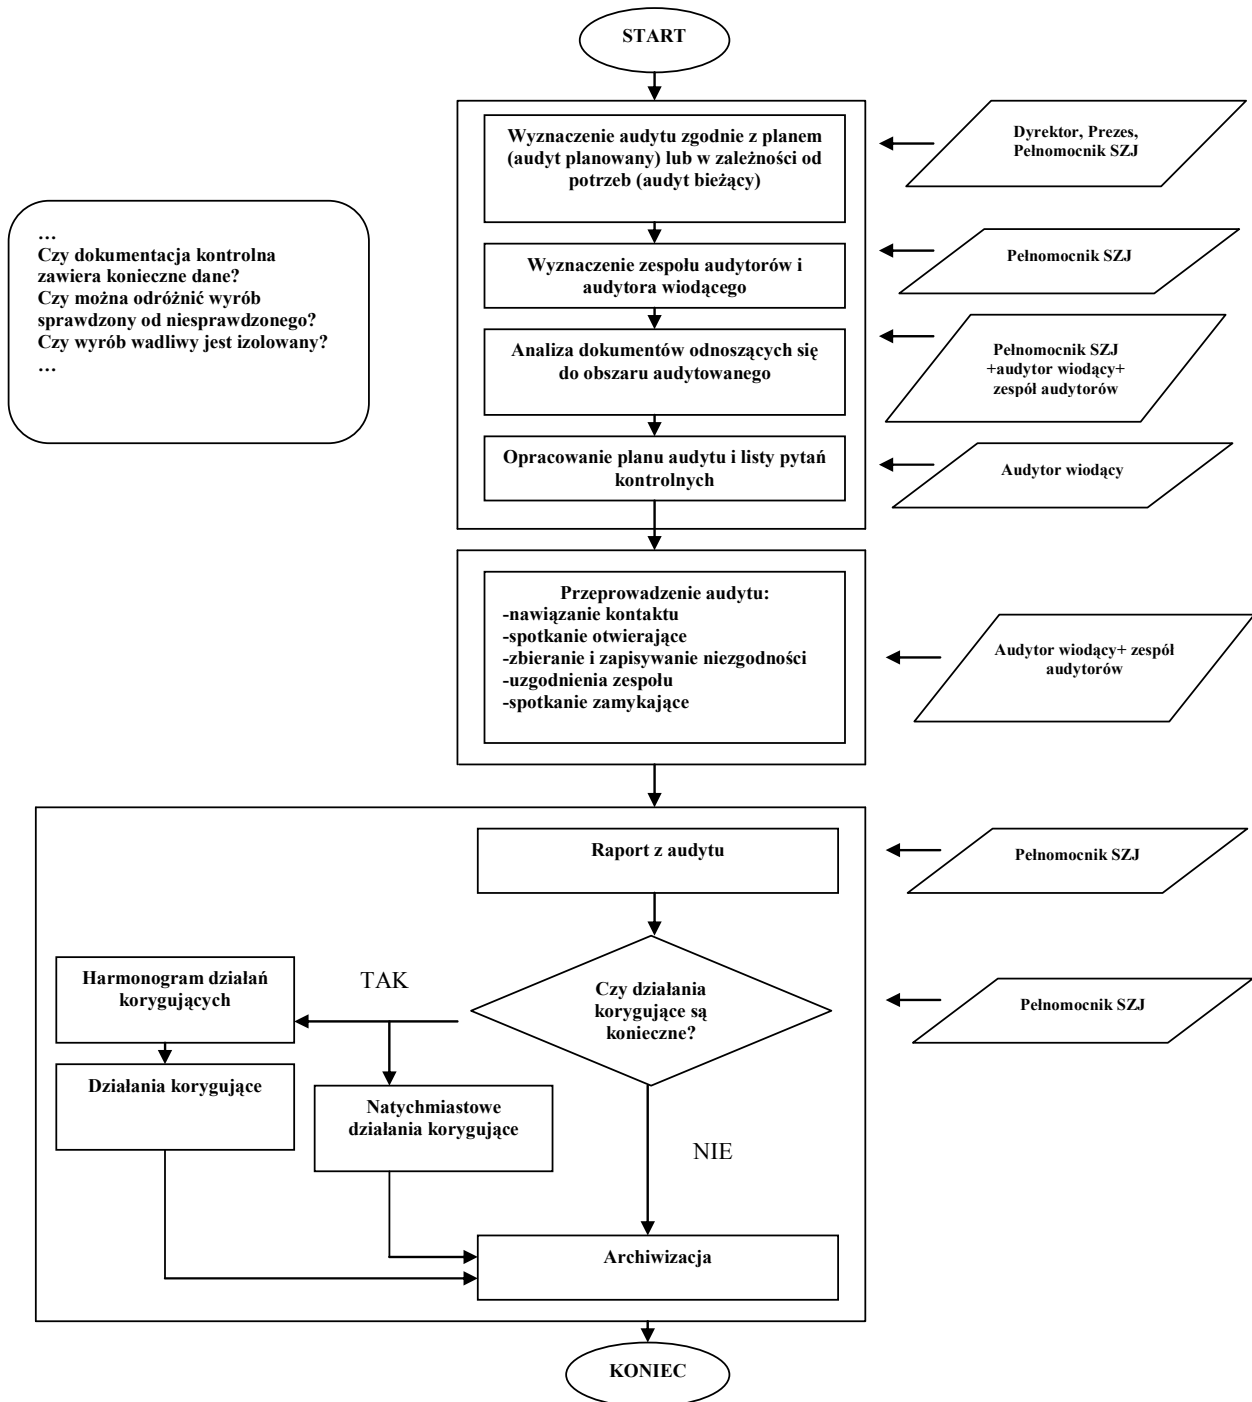 START
Wyznaczenie audytu zgodnie z planem
(audyt planowany) lub w zależności od
potrzeb (audyt bieżący)
Dyrektor, Prezes,
Pełnomocnik SZJ
…
Czy dokumentacja kontrolna
zawiera konieczne dane?
Czy można odróżnić wyrób
sprawdzony od niesprawdzonego?
Czy wyrób wadliwy jest izolowany?
…
Wyznaczenie zespołu audytorów i
audytora wiodącego
Pełnomocnik SZJ
Analiza dokumentów odnoszących się
do obszaru audytowanego
Pełnomocnik SZJ
+audytor wiodący+
zespół audytorów
Opracowanie planu audytu i listy pytań
kontrolnych
Audytor wiodący
Przeprowadzenie audytu:
-nawiązanie kontaktu
-spotkanie otwierające
-zbieranie i zapisywanie niezgodności
-uzgodnienia zespołu
-spotkanie zamykające
Audytor wiodący+ zespół
audytorów
Raport z audytu
Pełnomocnik SZJ
Czy działania
korygujące są
konieczne?
Pełnomocnik SZJ
TAK
Harmonogram działań
korygujących
Działania korygujące
Natychmiastowe
działania korygujące
NIE
Archiwizacja
KONIEC